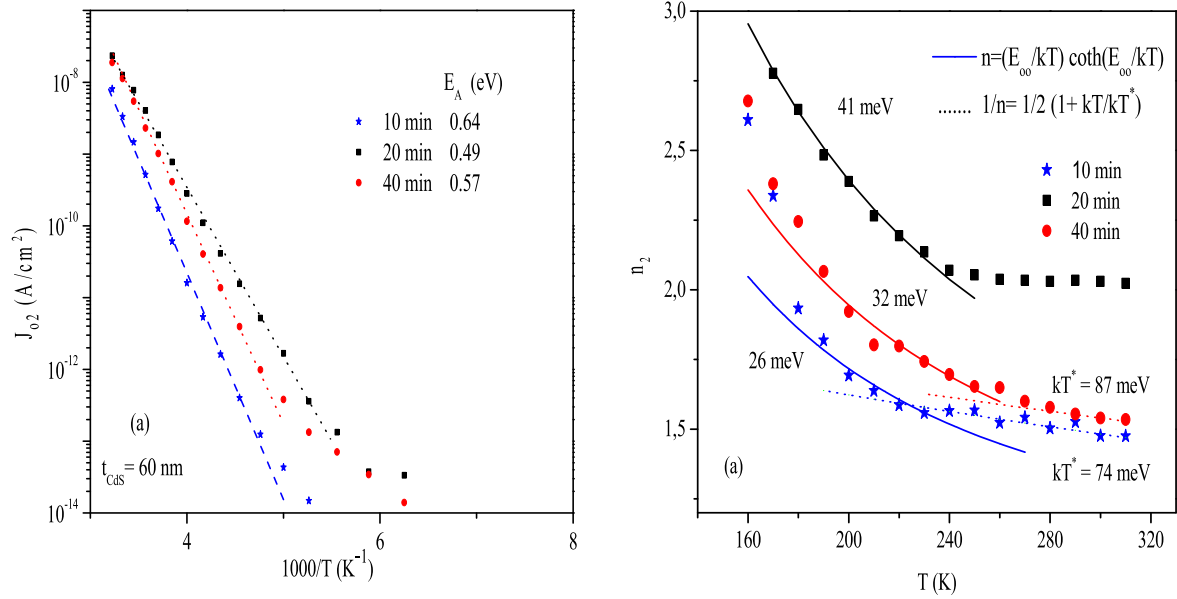 E_A (eV)
10 min 0.64
20 min 0.49
40 min 0.57
10^-8
10^-10
10^-12
10^-14
J_02 (A/cm^2)
(a)
t_CdS = 60 nm
4
6
8
1000/T (K^-1)
3,0
2,5
2,0
1,5
n_2
n=(E_oo/kT) coth(E_oo/kT)
1/n= 1/2 (1+ kT/kT^*)
41 meV
10 min
20 min
40 min
32 meV
26 meV
kT^* = 87 meV
(a)
kT^* = 74 meV
160
200
240
280
320
T (K)